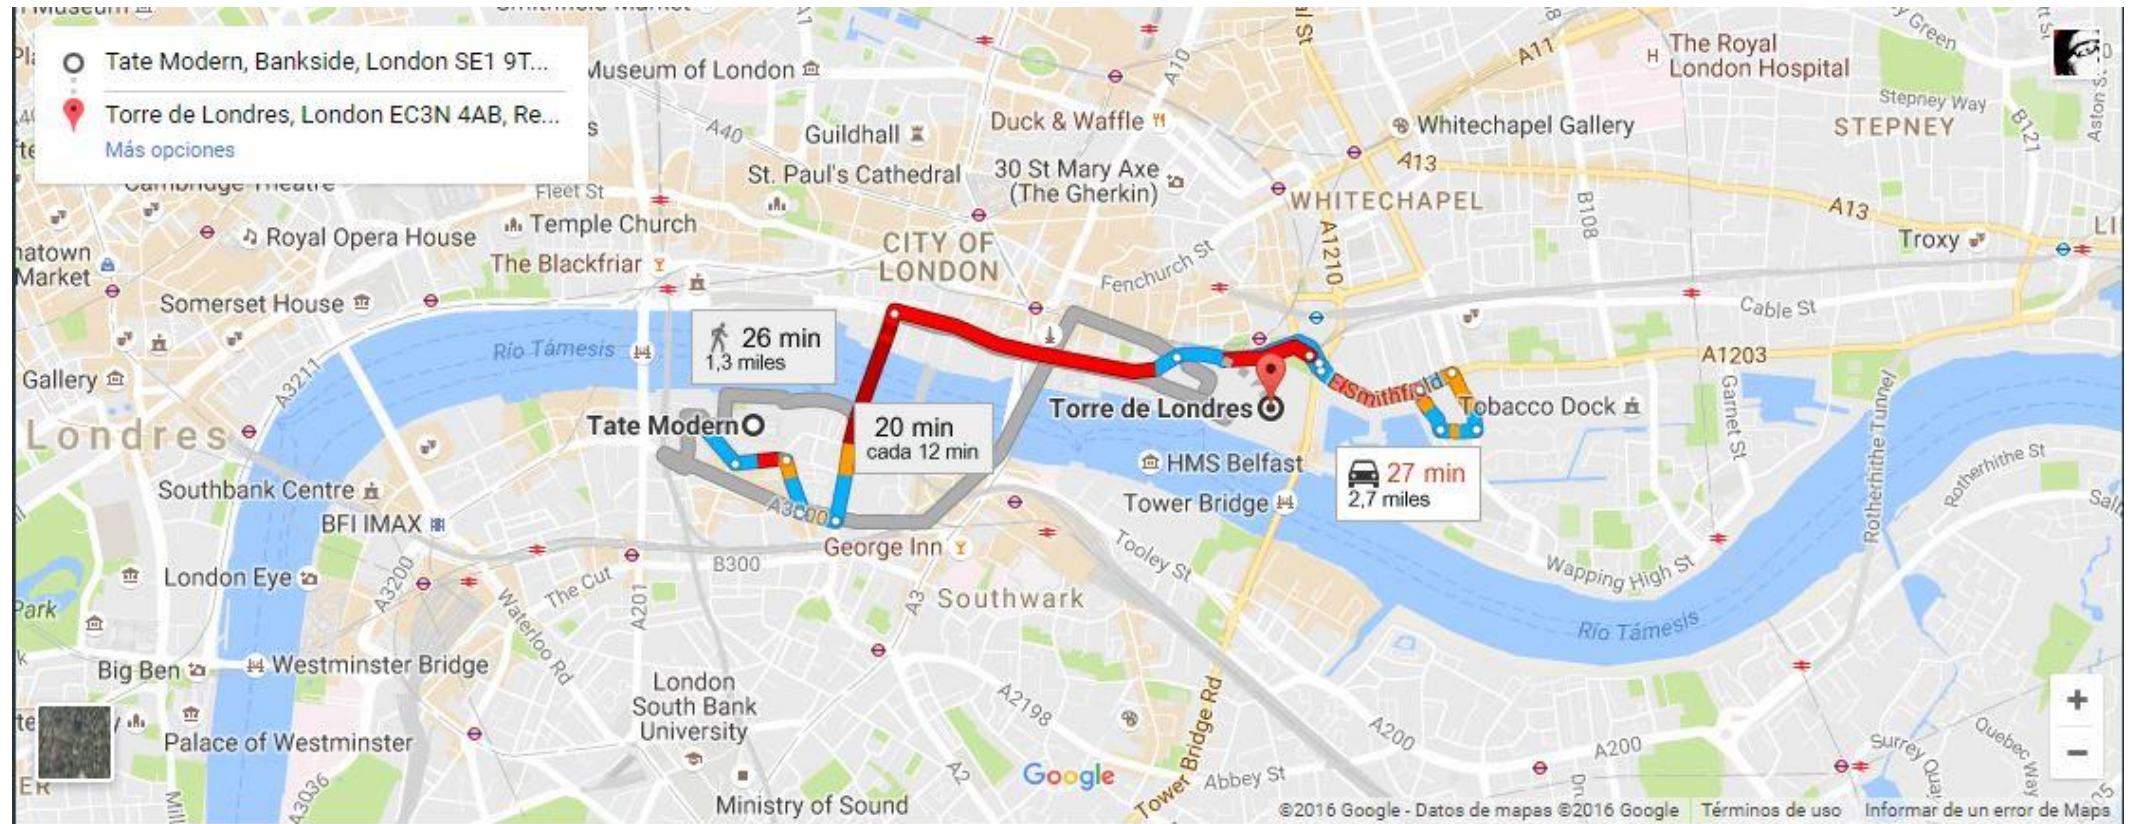 Museum
Smithfield Market
Tate Modern, Bankside, London SE1 9T...
Torre de Londres, London EC3N 4AB, Re...
Más opciones
Museum of London
A1
A10
A11
The Royal
London Hospital
Stepney Way
STEPNEY
B121
A40
Guildhall
Duck & Waffle
Whitechapel Gallery
A13
Cambridge Theatre
Fleet St
St. Paul's Cathedral
30 St Mary Axe
(The Gherkin)
WHITECHAPEL
B108
A13
Troxy
Royal Opera House
Temple Church
CITY OF
LONDON
A1210
Market
The Blackfriar
Fenchurch St
Somerset House
Cable St
Río Támesis
26 min
1,3 miles
A1203
Gallery
A3211
E Smithfield
Garnet St
Rotherhithe Tunnel
Londres
Tate Modern
20 min
cada 12 min
Torre de Londres
Tobacco Dock
HMS Belfast
27 min
2,7 miles
Rotherhithe St
Southbank Centre
A3200
Tower Bridge
BFI IMAX
George Inn
Tooley St
London Eye
A3200
The Cut
B300
Wapping High St
Park
Waterloo Rd
A201
A3
Southwark
Río Támesis
Big Ben
Westminster Bridge
London
South Bank
University
A2198
Tower Bridge Rd
A200
A200
Palace of Westminster
Surrey Quay
Quebec Way
A3036
A2
Google
Abbey St
Ministry of Sound
©2016 Google - Datos de mapas ©2016 Google
Términos de uso
Informar de un error de Maps